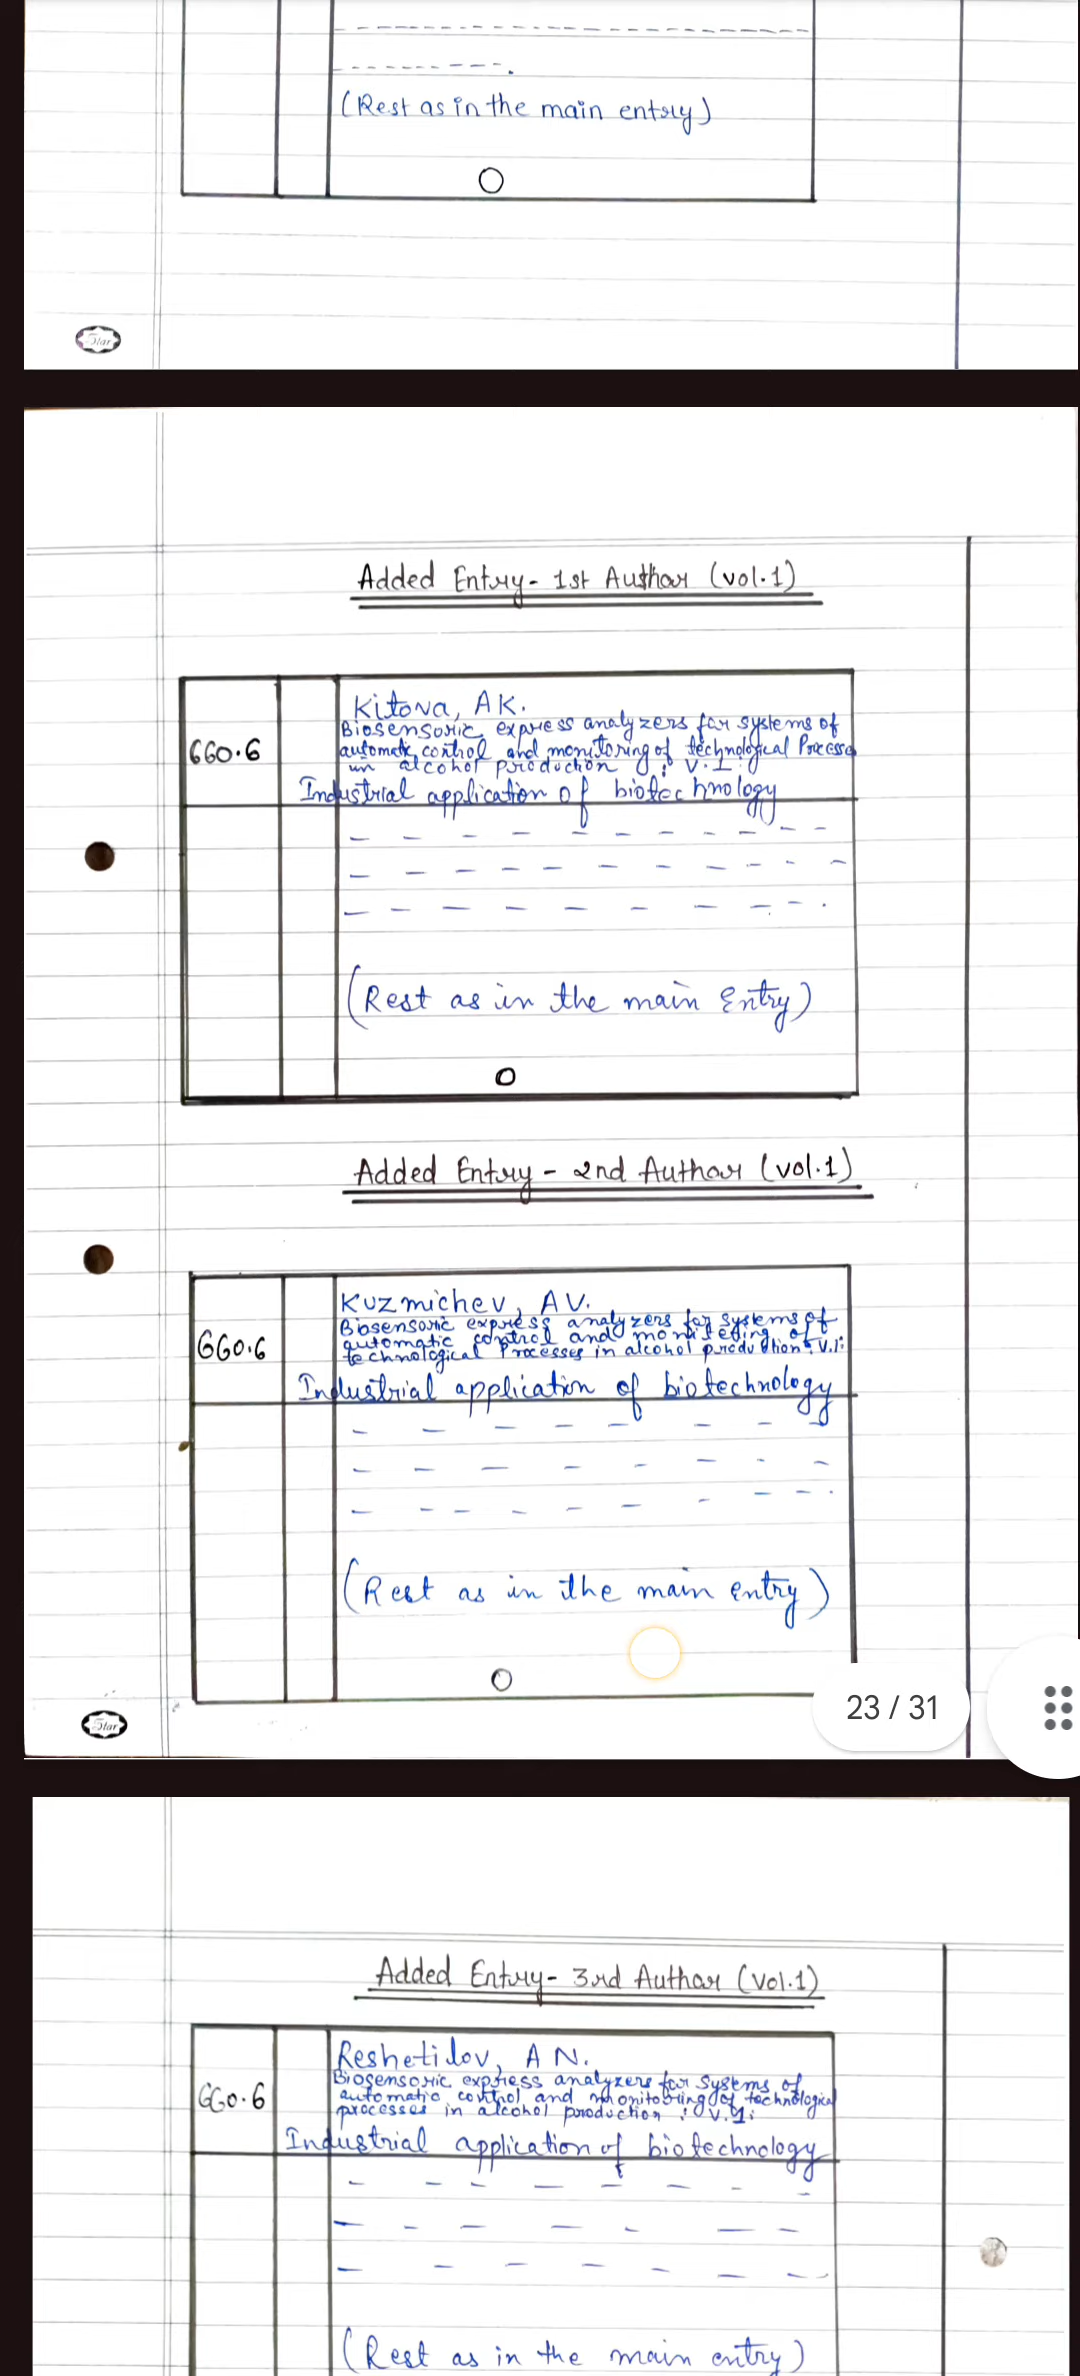 (Rest as in the main entry)
Star
Added Entry- 1st Author (vol.1)
Kitova, AK.
Biosensoric express analyzers for systems of
660.6
automatic control and monitoring of technological Processe
in alcohol production : V.1:
Industrial application of biotechnology
(Rest as in the main Entry)
Added Entry - 2nd Author (vol.1)
Kuzmichev, AV.
Biosensoric express analyzers for systems of
660.6
automatic control and monitoring of
technological Processes in alcohol production: V.1:
Industrial application of biotechnology
(Rest as in the main entry)
23 / 31
Star
Added Entry- 3rd Author (Vol.1)
Reshetilov, AN.
Biosensoric express analyzers for systems of
660.6
automatic control and monitoring of technological
processes in alcohol production : V.1:
Industrial application of biotechnology
(Rest as in the main entry)